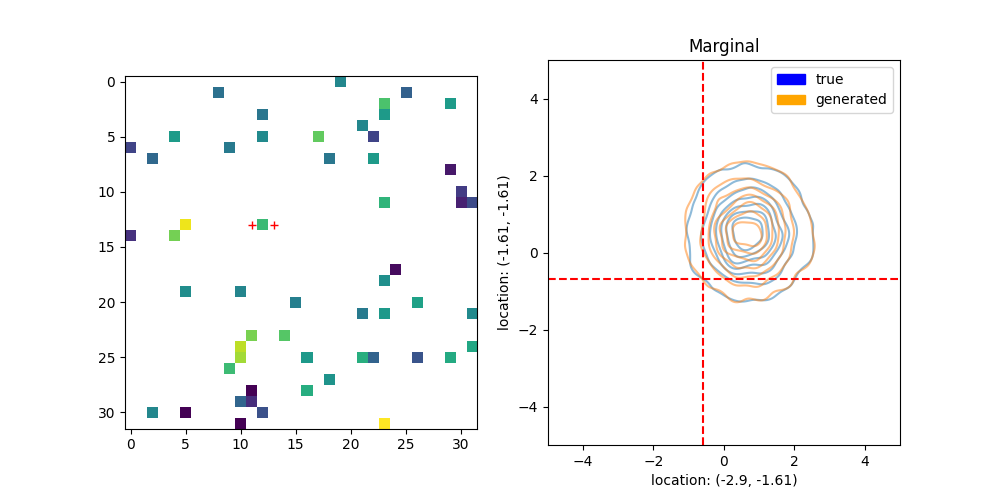 Marginal
true
generated
0
5
10
15
20
25
30
0 5 10 15 20 25 30
location: (-1.61, -1.61)
4
2
0
−2
−4
−4 −2 0 2 4
location: (-2.9, -1.61)